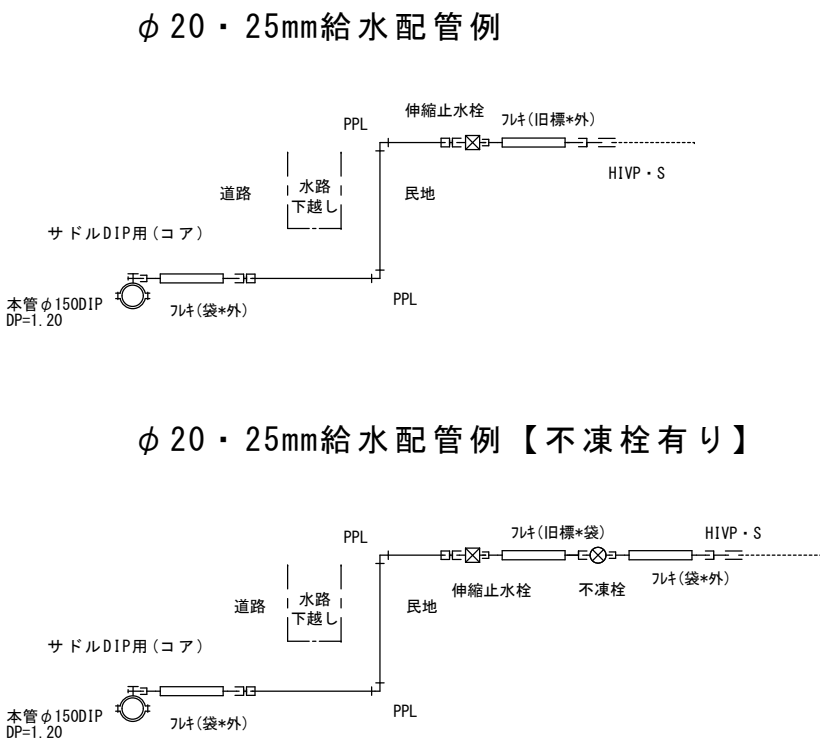 φ20・25mm給水配管例
伸縮止水栓
ﾌﾚｷ(旧標*外)
PPL
HIVP・S
道路
水路
下越し
民地
サドルDIP用(コア)
PPL
本管φ150DIP
DP=1.20
ﾌﾚｷ(袋*外)
φ20・25mm給水配管例【不凍栓有り】
PPL
ﾌﾚｷ(旧標*袋)
HIVP・S
伸縮止水栓
不凍栓
ﾌﾚｷ(袋*外)
道路
水路
下越し
民地
サドルDIP用(コア)
PPL
本管φ150DIP
DP=1.20
ﾌﾚｷ(袋*外)